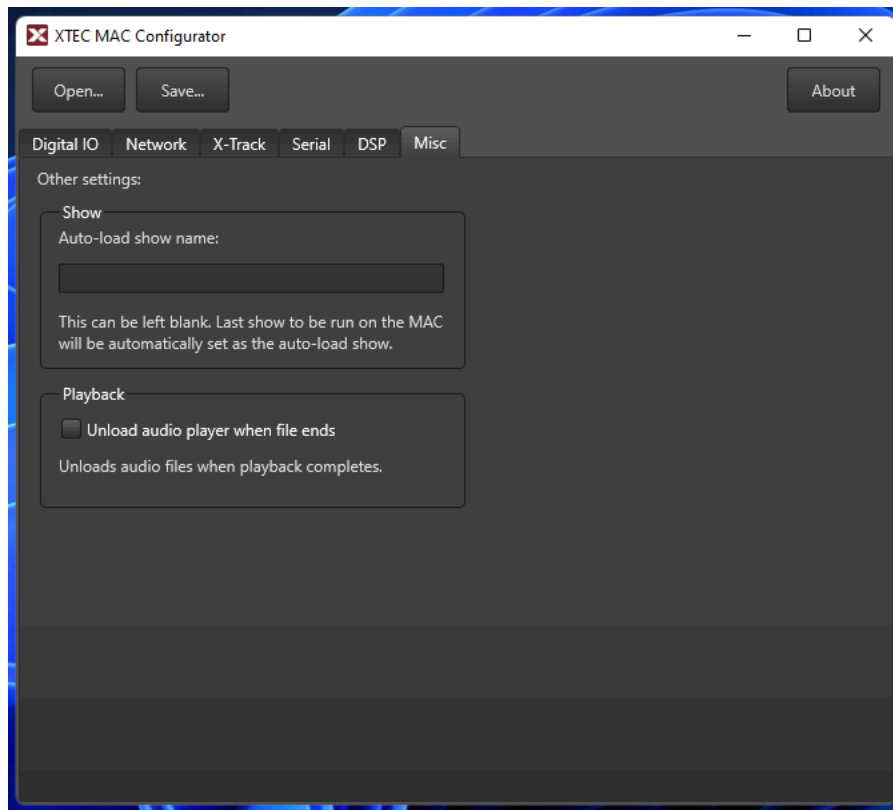 XTEC MAC Configurator
Open... Save... About
Digital IO Network X-Track Serial DSP Misc
Other settings:
Show
Auto-load show name:
This can be left blank. Last show to be run on the MAC
will be automatically set as the auto-load show.
Playback
Unload audio player when file ends
Unloads audio files when playback completes.